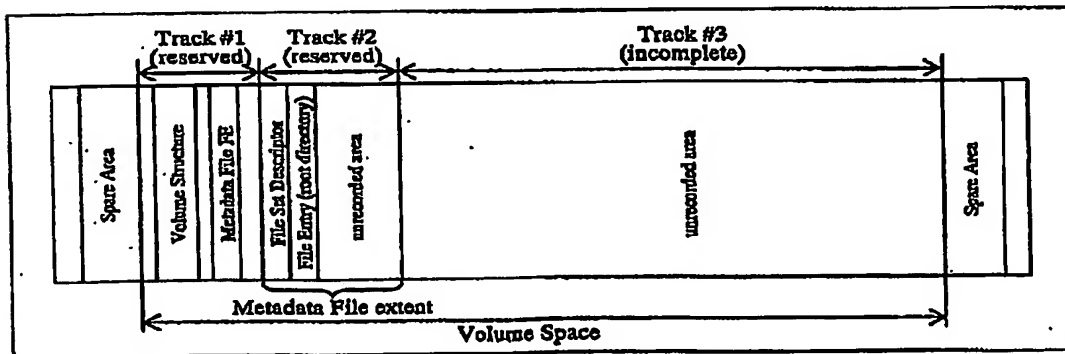 Track #1
(reserved)
Track #2
(reserved)
Track #3
(incomplete)
Spare Area
Volume Structure
Metadata File FE
File Set Descriptor
File Entry (root directory)
unrecorded area
unrecorded area
Spare Area
Metadada File extent
Volume Space